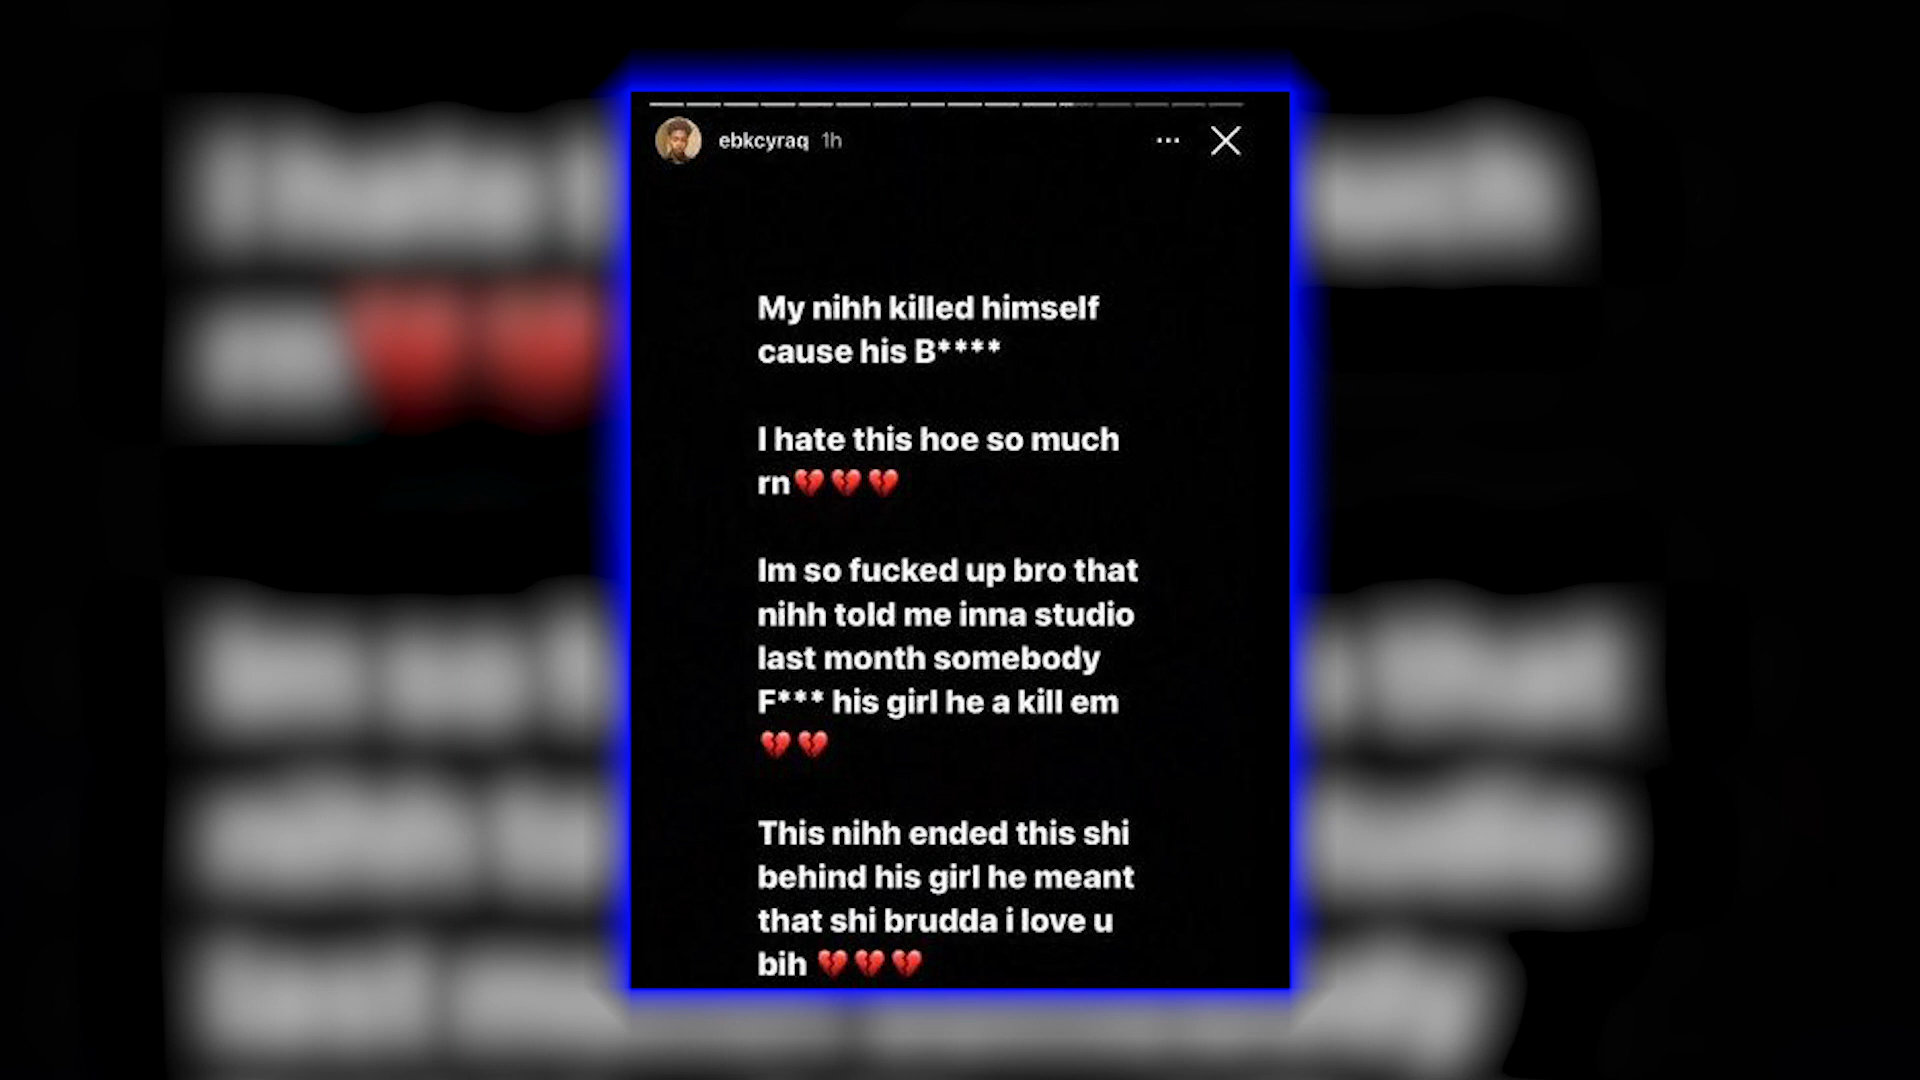 ebkcyraq 1h
My nihh killed himself
cause his B****
I hate this hoe so much
rn💔💔💔
Im so fucked up bro that
nihh told me inna studio
last month somebody
F*** his girl he a kill em
💔💔
This nihh ended this shi
behind his girl he meant
that shi brudda i love u
bih 💔💔💔